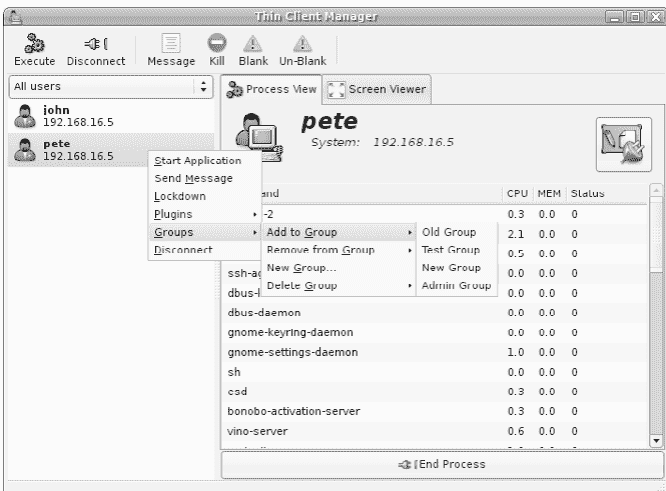 Thin Client Manager
Execute Disconnect Message Kill Blank Un-Blank
All users
john
192.168.16.5
pete
192.168.16.5
Process View Screen Viewer
pete
System: 192.168.16.5
Start Application
Send Message
Lockdown
Plugins
Groups
Disconnect
Add to Group
Remove from Group
New Group...
Delete Group
Old Group
Test Group
New Group
Admin Group
CPU MEM Status
-2 0.3 0.0 0
2.1 0.0 0
0.5 0.0 0
0.0 0.0 0
0.0 0.0 0
dbus-daemon 0.0 0.0 0
gnome-keyring-daemon 0.0 0.0 0
gnome-settings-daemon 1.0 0.0 0
sh 0.0 0.0 0
esd 0.3 0.0 0
bonobo-activation-server 0.3 0.0 0
vino-server 0.6 0.0 0
End Process